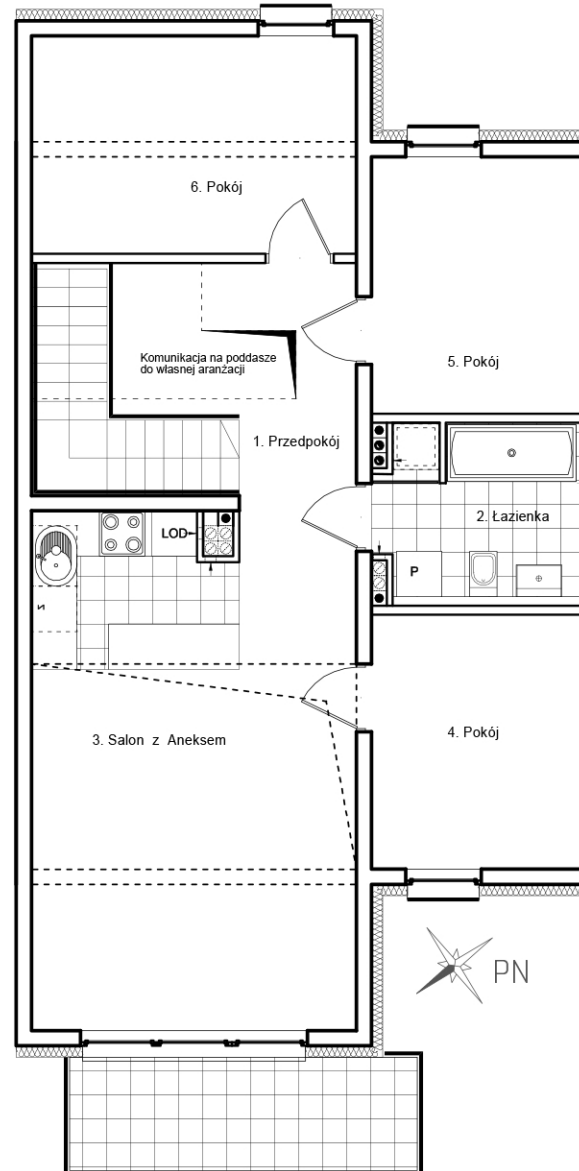 6. Pokój
Komunikacja na poddasze
do własnej aranżacji
5. Pokój
1. Przedpokój
2. Łazienka
LOD
P
Z
3. Salon z Aneksem
4. Pokój
PN